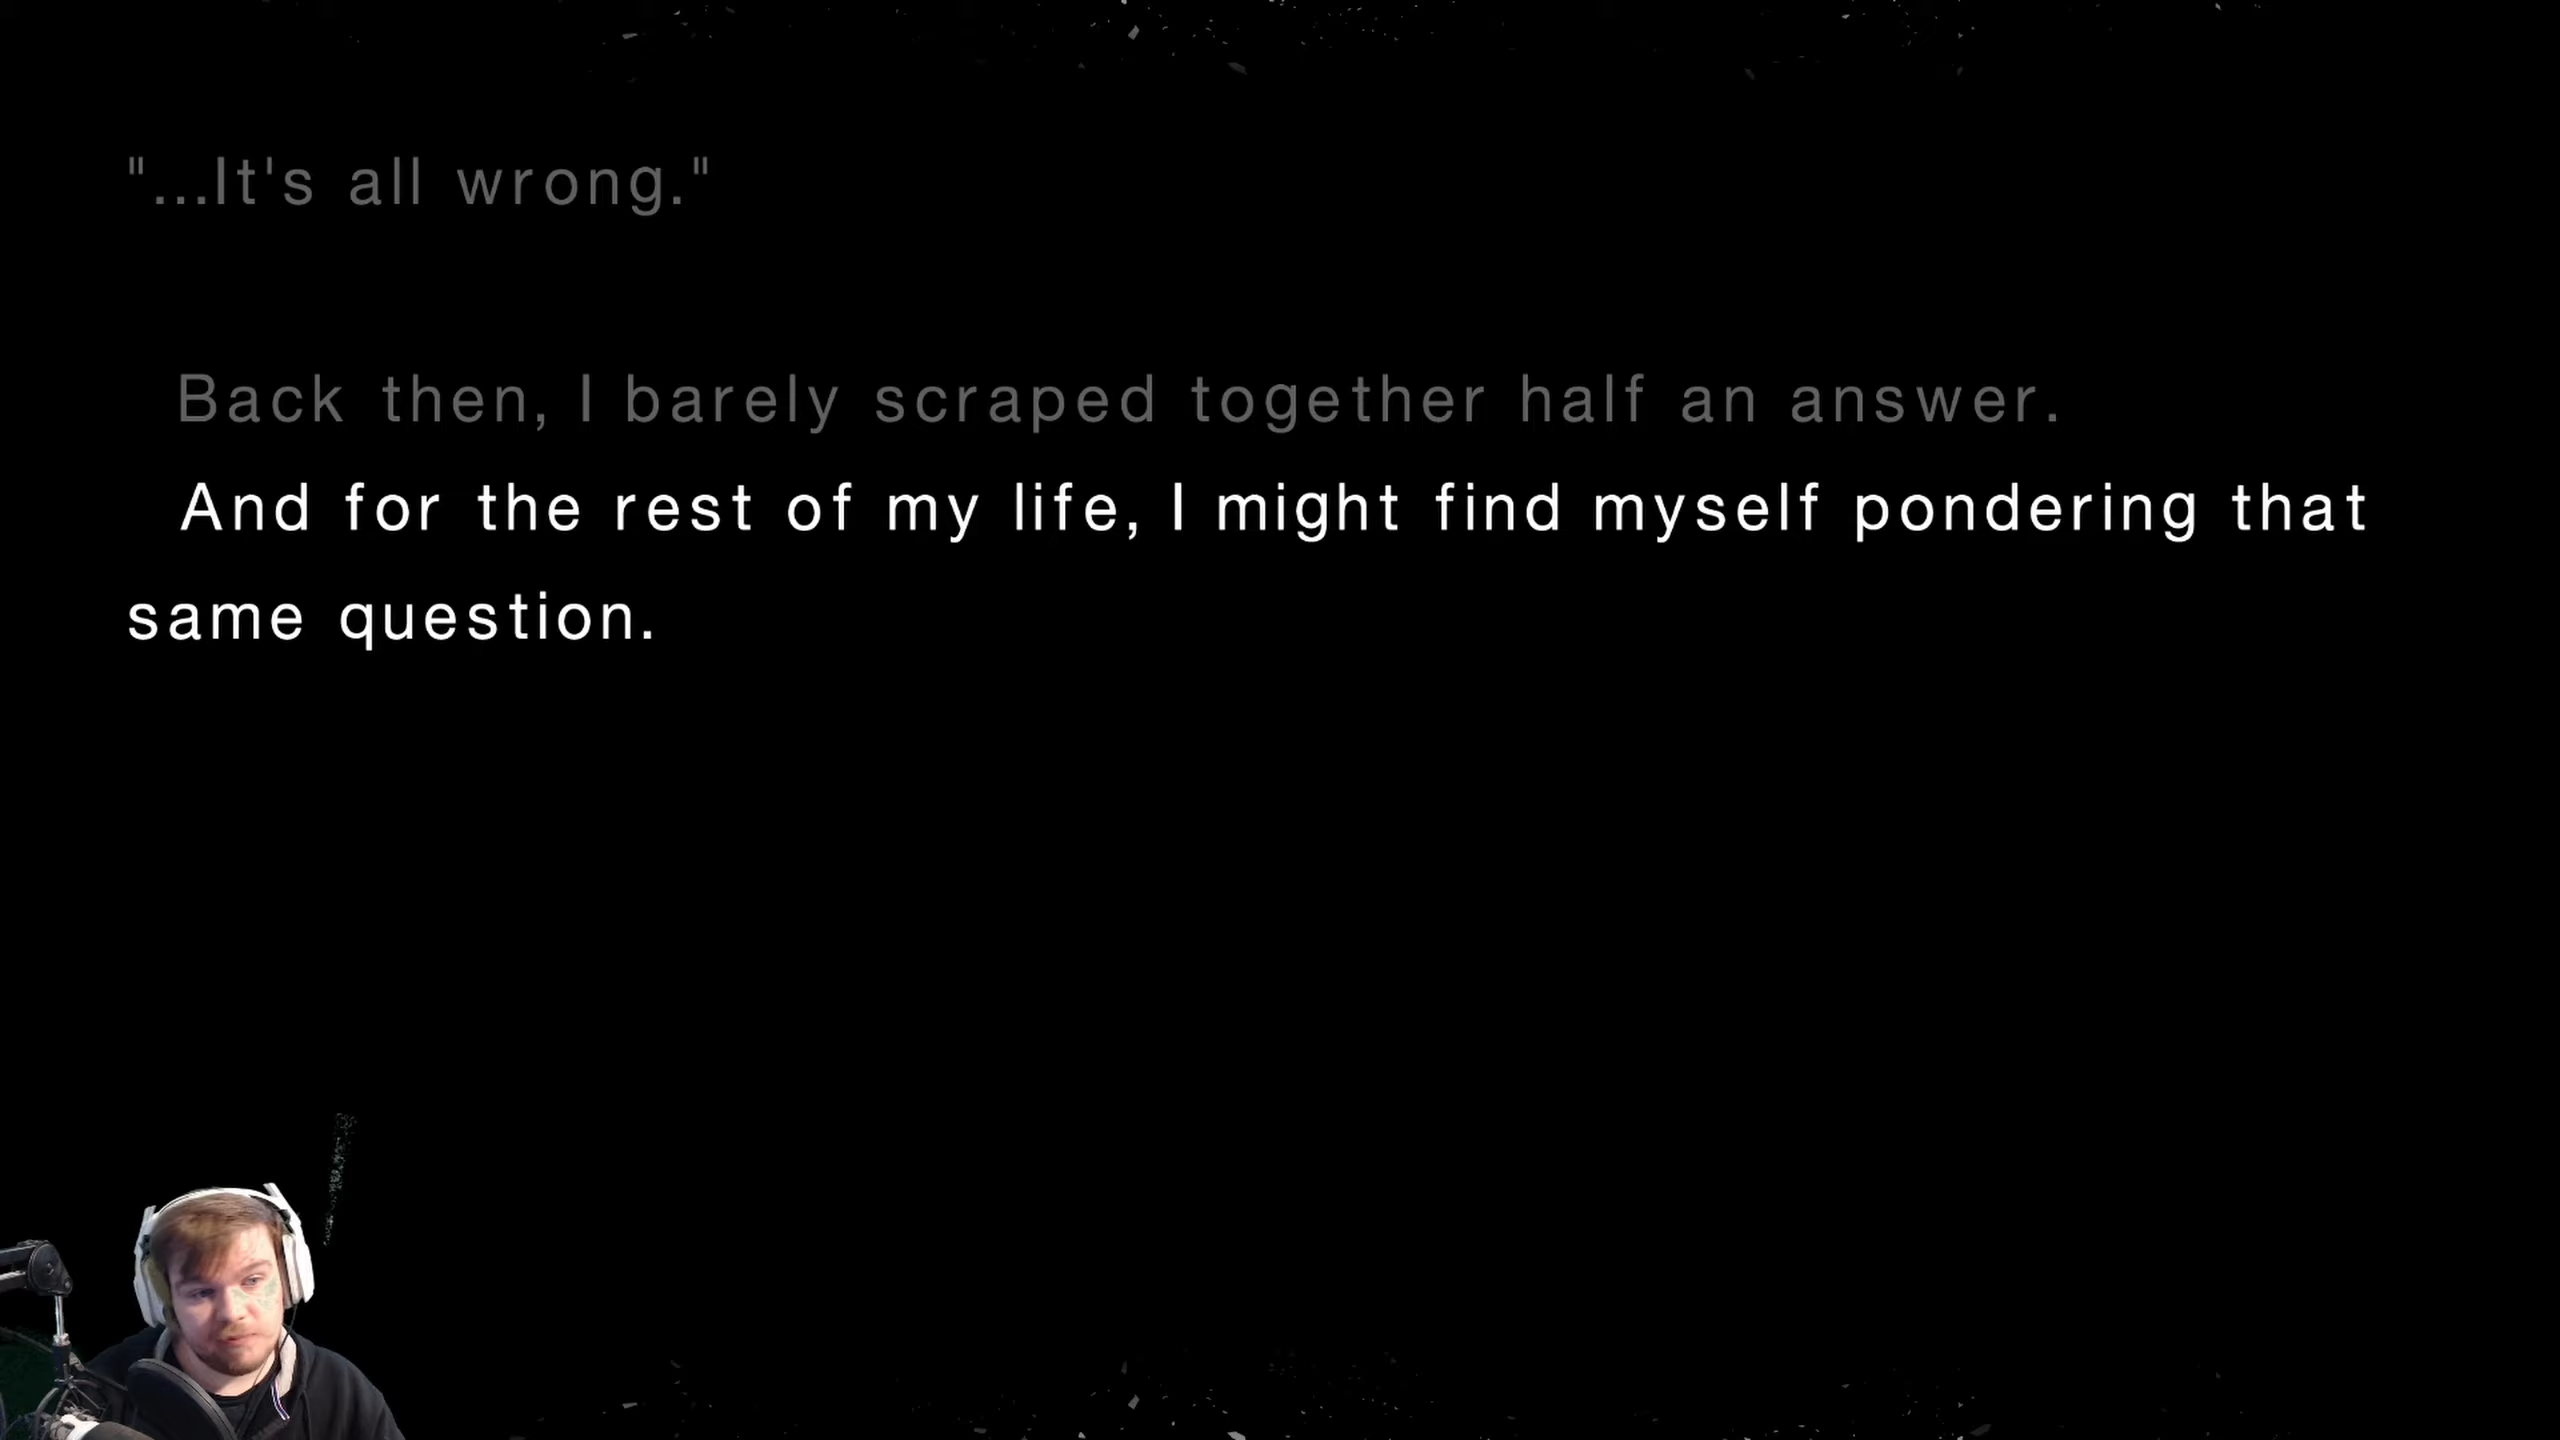 "...It's all wrong."
Back then, I barely scraped together half an answer.
And for the rest of my life, I might find myself pondering that
same question.